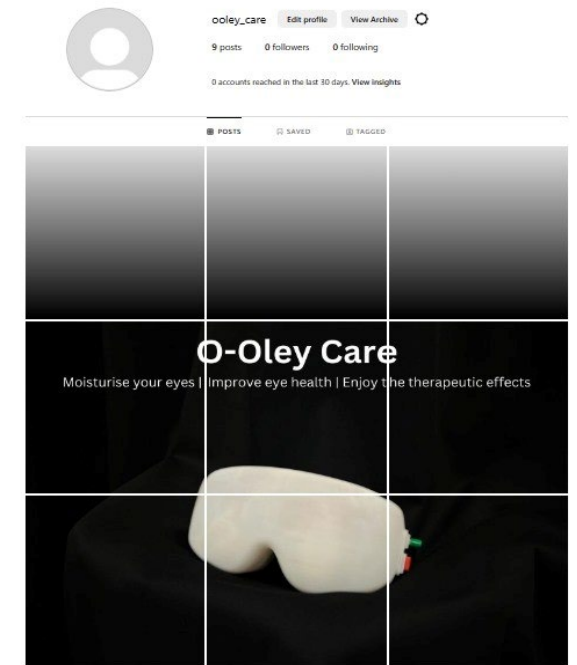 ooley_care Edit profile View Archive
9 posts 0 followers 0 following
0 accounts reached in the last 30 days. View insights
POSTS SAVED TAGGED
O-Oley Care
Moisturise your eyes | Improve eye health | Enjoy the therapeutic effects